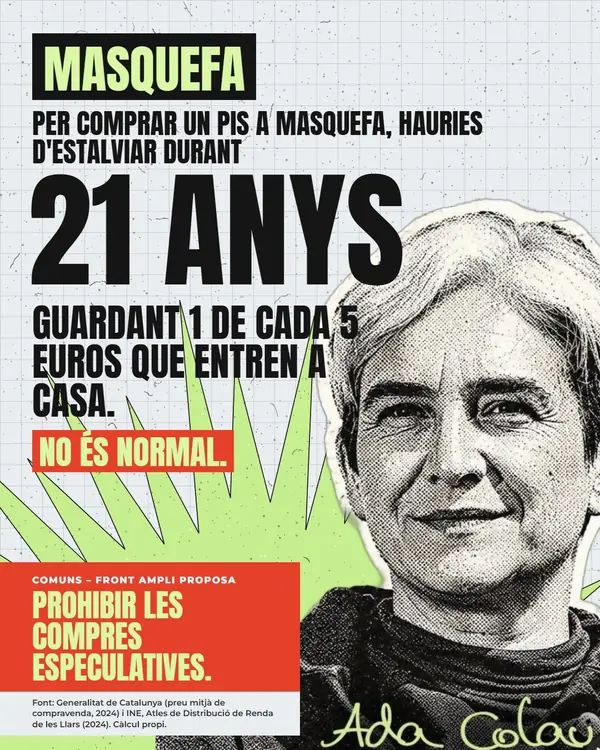 MASQUEFA
PER COMPRAR UN PIS A MASQUEFA, HAURIES
D'ESTALVIAR DURANT
21 ANYS
GUARDANT 1 DE CADA 5
EUROS QUE ENTREN A
CASA.
NO ÉS NORMAL.
COMUNS – FRONT AMPLI PROPOSA
PROHIBIR LES
COMPRES
ESPECULATIVES.
Font: Generalitat de Catalunya (preu mitjà de
compravenda, 2024) i INE, Atles de Distribució de Renda
de les Llars (2024). Càlcul propi.
Ada Colau